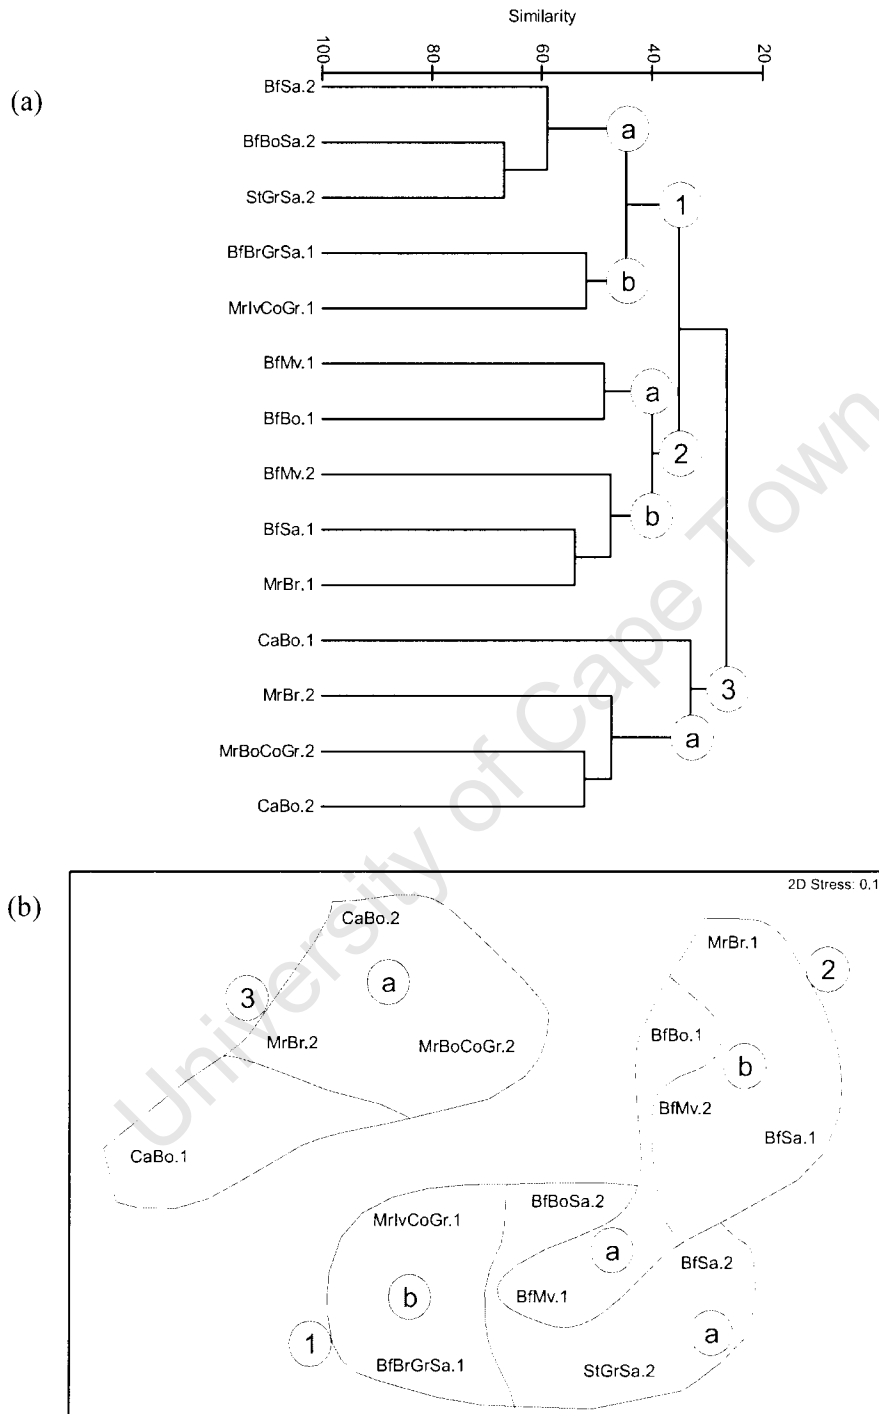 Similarity
100
80
60
40
20
(a)
BfSa.2
a
BfBoSa.2
StGrSa.2
1
BfBrGrSa.1
b
MrIvCoGr.1
BfMv.1
a
BfBo.1
2
BfMv.2
b
BfSa.1
MrBr.1
CaBo.1
3
MrBr.2
a
MrBoCoGr.2
CaBo.2
University of Cape Town
(b)
2D Stress: 0,1
CaBo.2
MrBr.1
2
3
a
MrBr.2
MrBoCoGr.2
BfBo.1
b
BfMv.2
BfSa.1
CaBo.1
MrIvCoGr.1
BfBoSa.2
a
BfSa.2
b
BfMv.1
1
BfBrGrSa.1
StGrSa.2
a